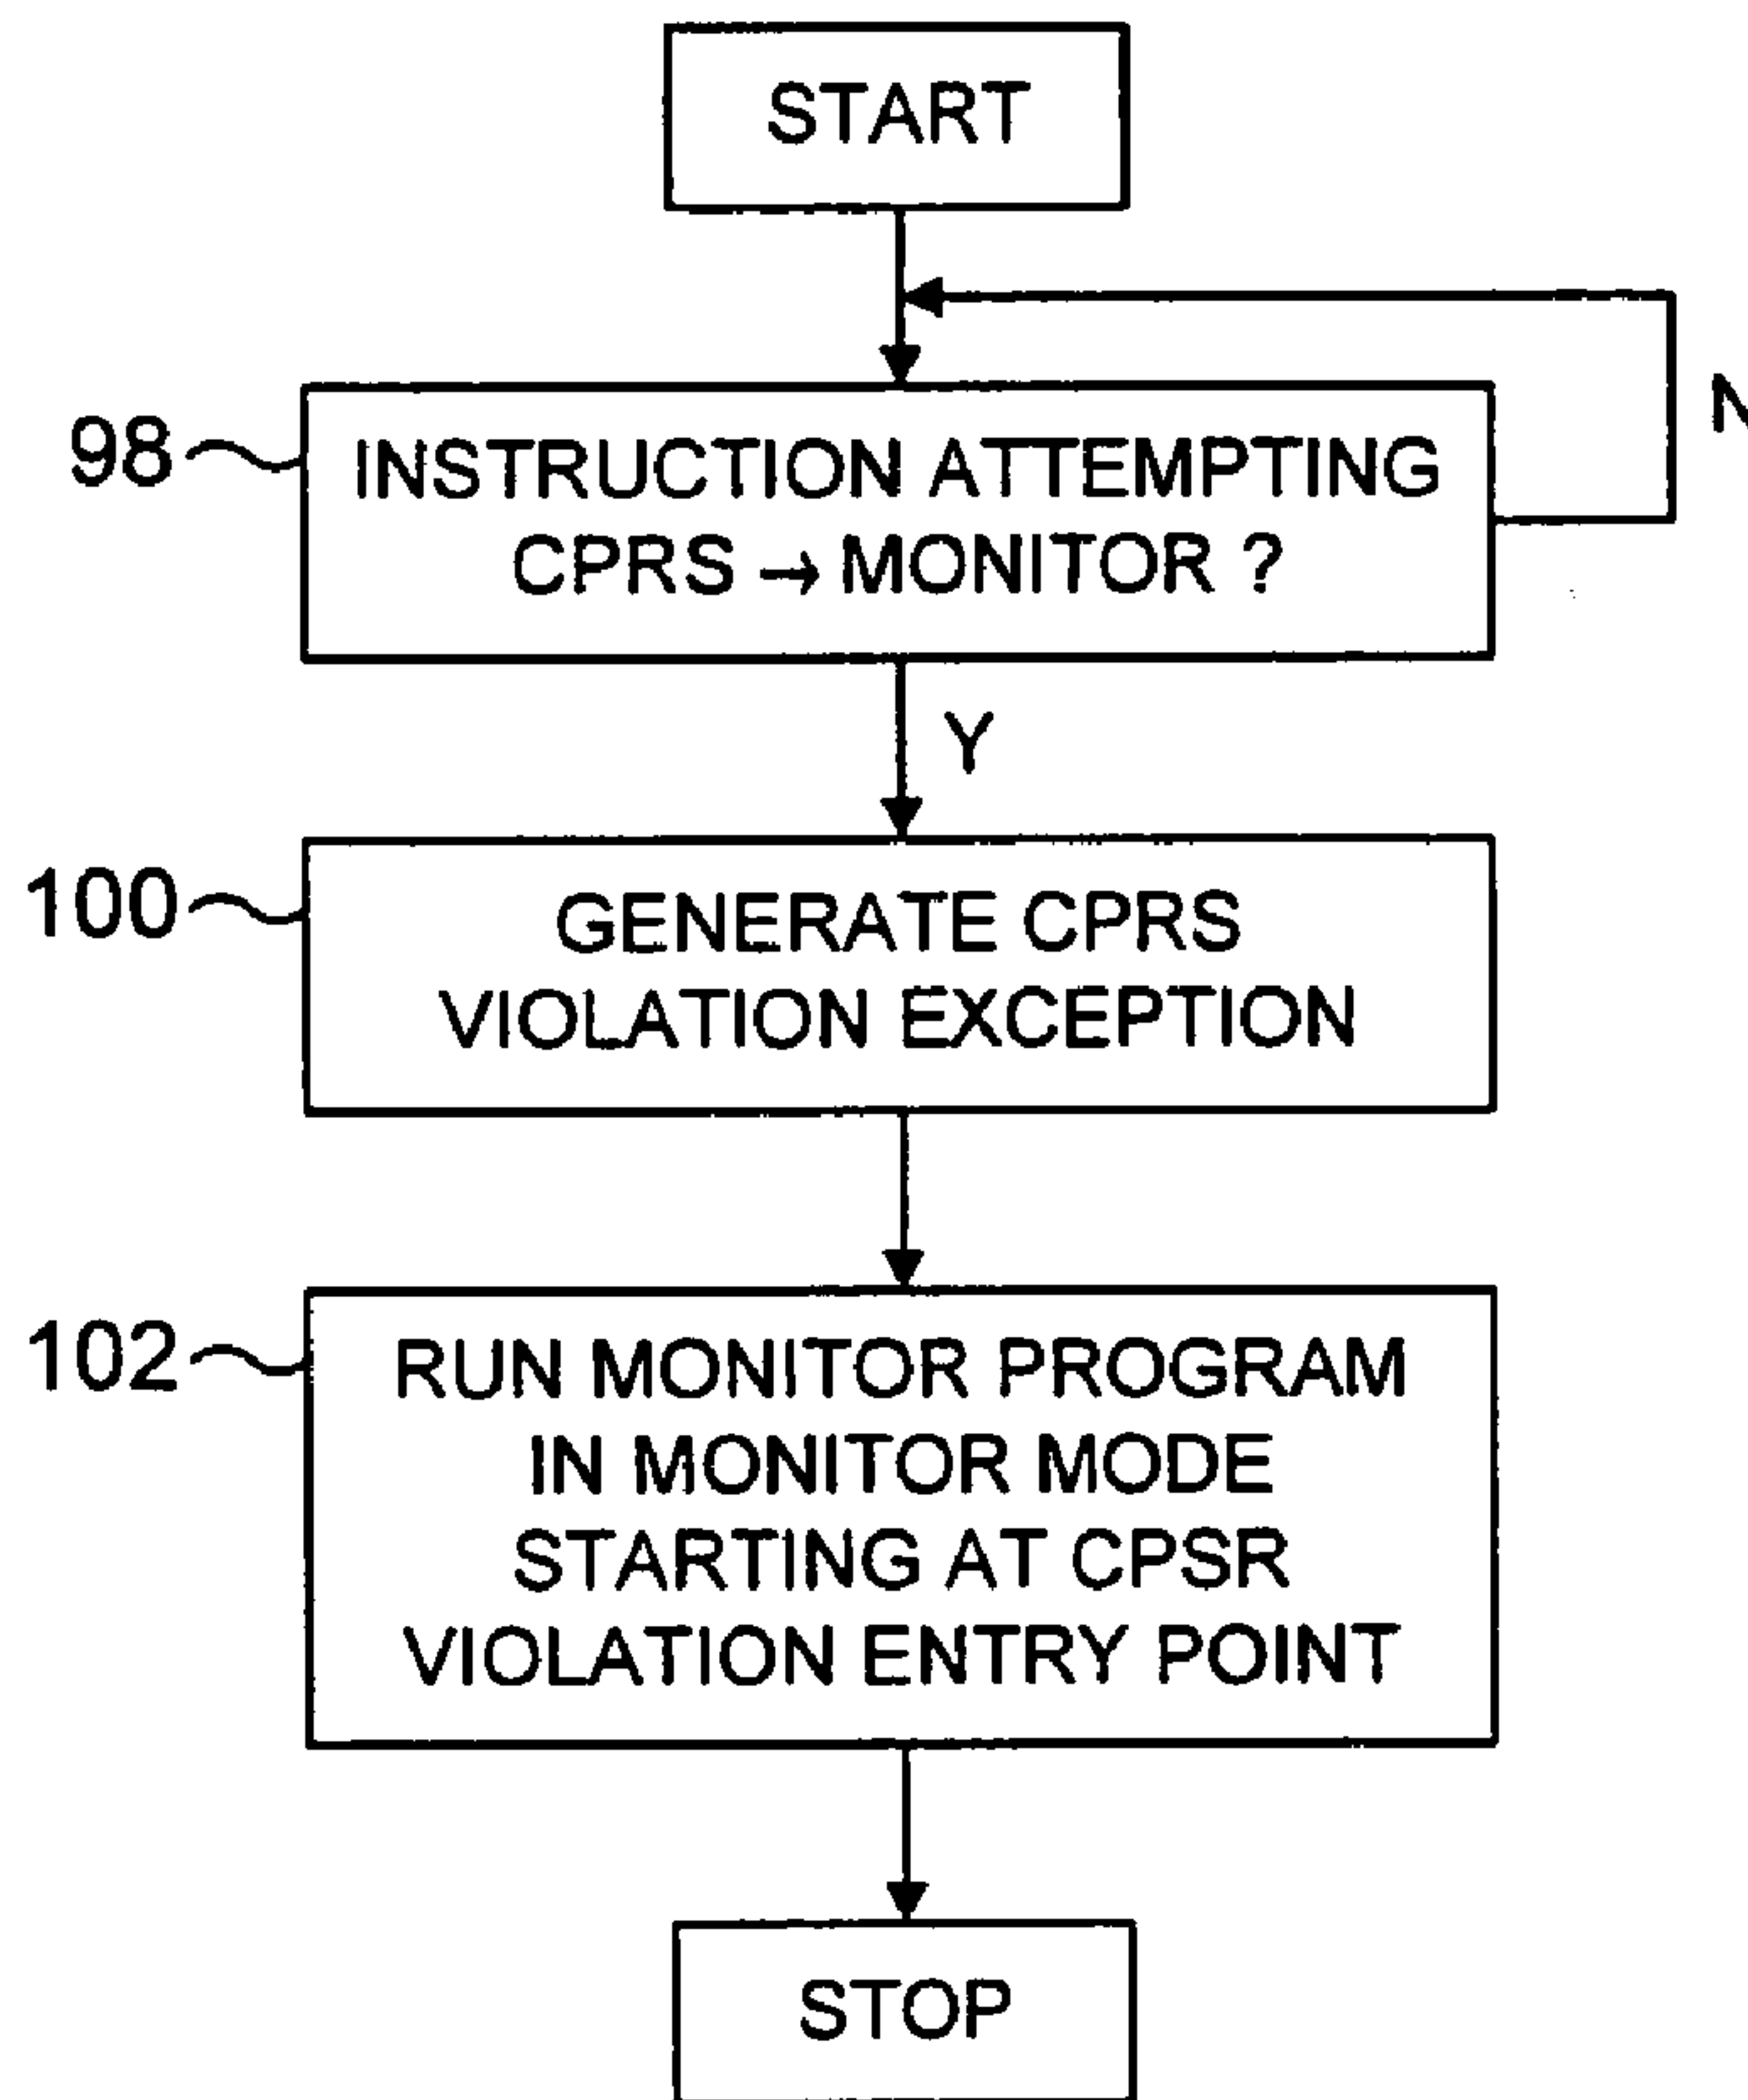 START
N
98
INSTRUCTION ATTEMPTING
CPRS → MONITOR ?
Y
100
GENERATE CPRS
VIOLATION EXCEPTION
102
RUN MONITOR PROGRAM
IN MONITOR MODE
STARTING AT CPSR
VIOLATION ENTRY POINT
STOP